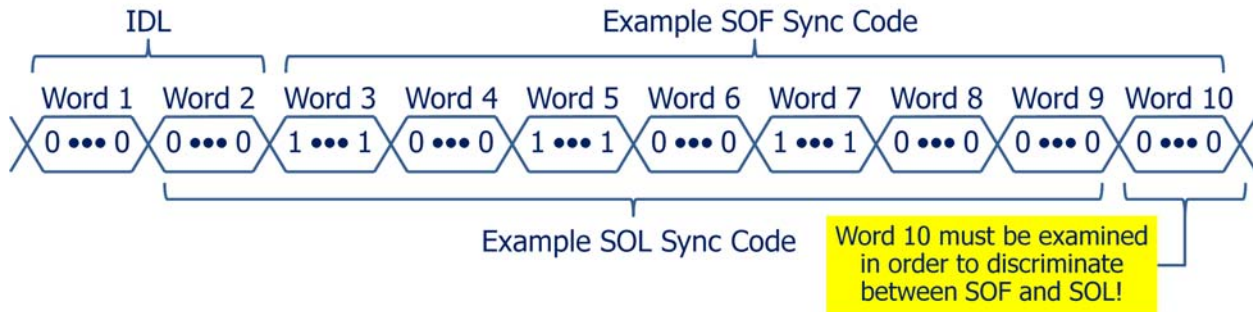 IDL Example SOF Sync Code
Word 1 Word 2 Word 3 Word 4 Word 5 Word 6 Word 7 Word 8 Word 9 Word 10
0 ••• 0 0 ••• 0 1 ••• 1 0 ••• 0 1 ••• 1 0 ••• 0 1 ••• 1 0 ••• 0 0 ••• 0 0 ••• 0
Example SOL Sync Code
Word 10 must be examined
in order to discriminate
between SOF and SOL!